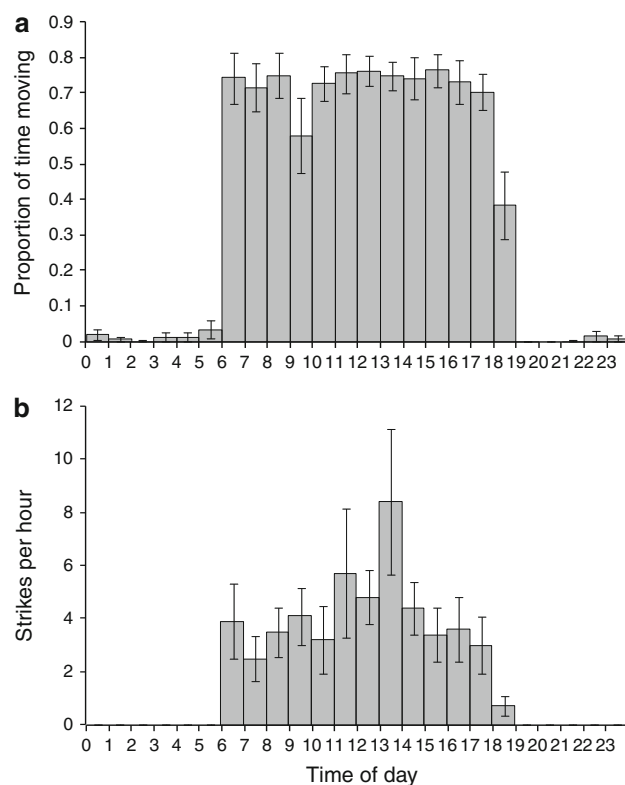 a
Proportion of time moving
0.9
0.8
0.7
0.6
0.5
0.4
0.3
0.2
0.1
0
0 1 2 3 4 5 6 7 8 9 10 11 12 13 14 15 16 17 18 19 20 21 22 23
b
Strikes per hour
12
10
8
6
4
2
0
0 1 2 3 4 5 6 7 8 9 10 11 12 13 14 15 16 17 18 19 20 21 22 23
Time of day